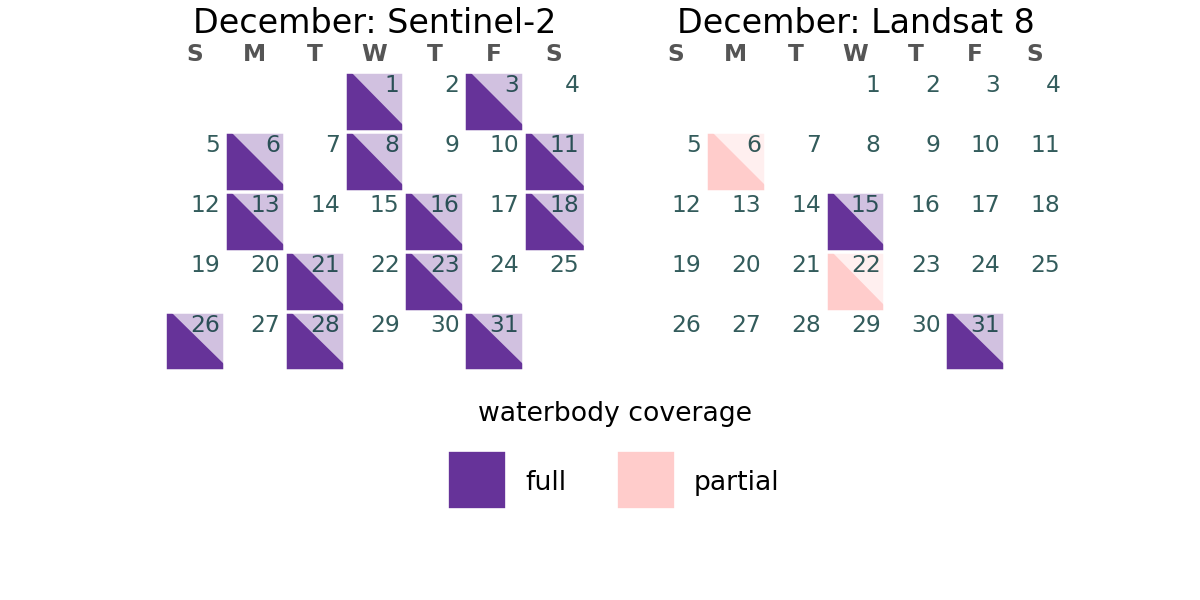 December: Sentinel-2
S M T W T F S
1 2 3 4
5 6 7 8 9 10 11
12 13 14 15 16 17 18
19 20 21 22 23 24 25
26 27 28 29 30 31
December: Landsat 8
S M T W T F S
1 2 3 4
5 6 7 8 9 10 11
12 13 14 15 16 17 18
19 20 21 22 23 24 25
26 27 28 29 30 31
waterbody coverage
full partial